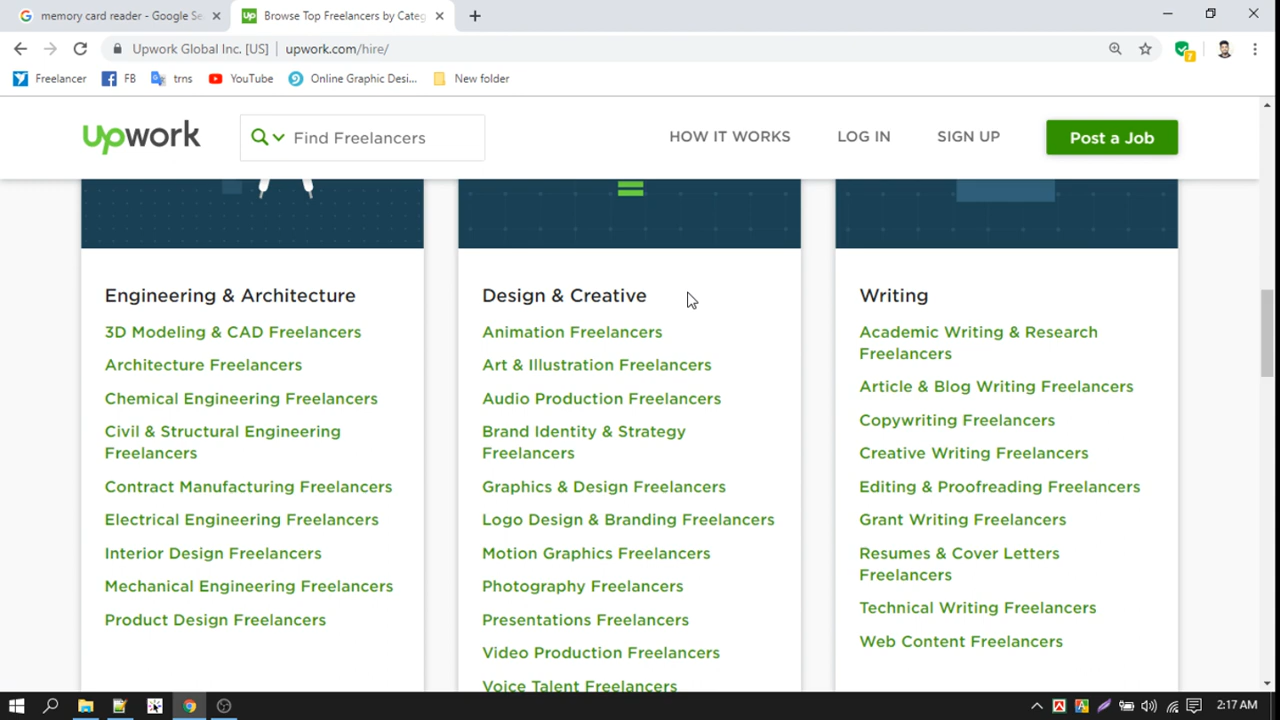 memory card reader - Google Se
Browse Top Freelancers by Categ
Upwork Global Inc. [US] | upwork.com/hire/
Freelancer FB trns YouTube Online Graphic Desi... New folder
upwork Find Freelancers HOW IT WORKS LOG IN SIGN UP Post a Job
Engineering & Architecture
3D Modeling & CAD Freelancers
Architecture Freelancers
Chemical Engineering Freelancers
Civil & Structural Engineering
Freelancers
Contract Manufacturing Freelancers
Electrical Engineering Freelancers
Interior Design Freelancers
Mechanical Engineering Freelancers
Product Design Freelancers
Design & Creative
Animation Freelancers
Art & Illustration Freelancers
Audio Production Freelancers
Brand Identity & Strategy
Freelancers
Graphics & Design Freelancers
Logo Design & Branding Freelancers
Motion Graphics Freelancers
Photography Freelancers
Presentations Freelancers
Video Production Freelancers
Voice Talent Freelancers
Writing
Academic Writing & Research
Freelancers
Article & Blog Writing Freelancers
Copywriting Freelancers
Creative Writing Freelancers
Editing & Proofreading Freelancers
Grant Writing Freelancers
Resumes & Cover Letters
Freelancers
Technical Writing Freelancers
Web Content Freelancers
2:17 AM